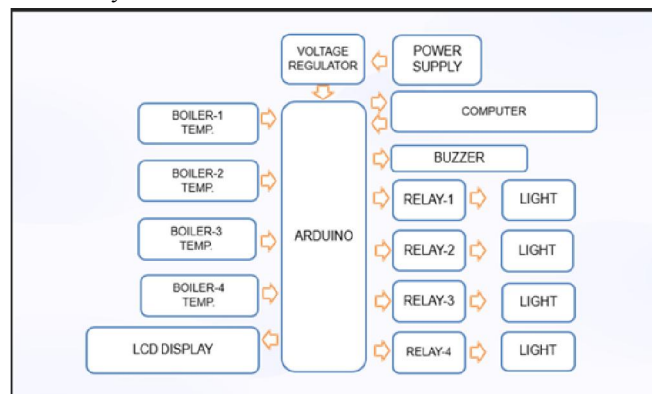 VOLTAGE
REGULATOR
POWER
SUPPLY
BOILER-1
TEMP.
BOILER-2
TEMP.
BOILER-3
TEMP.
BOILER-4
TEMP.
LCD DISPLAY
ARDUINO
COMPUTER
BUZZER
RELAY-1
LIGHT
RELAY-2
LIGHT
RELAY-3
LIGHT
RELAY-4
LIGHT